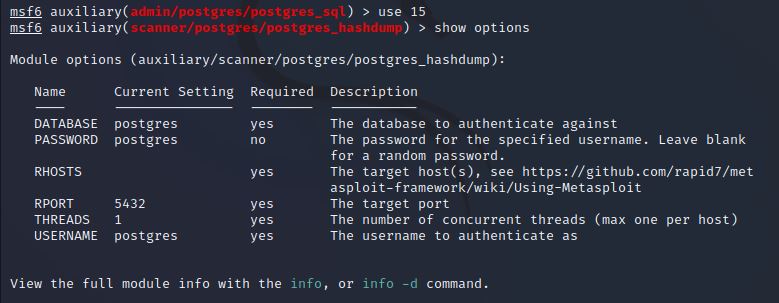 msf6 auxiliary(admin/postgres/postgres_sql) > use 15
msf6 auxiliary(scanner/postgres/postgres_hashdump) > show options
Module options (auxiliary/scanner/postgres/postgres_hashdump):
Name Current Setting Required Description
DATABASE postgres yes The database to authenticate against
PASSWORD postgres no The password for the specified username. Leave blank
for a random password.
RHOSTS yes The target host(s), see https://github.com/rapid7/met
asploit-framework/wiki/Using-Metasploit
RPORT 5432 yes The target port
THREADS 1 yes The number of concurrent threads (max one per host)
USERNAME postgres yes The username to authenticate as
View the full module info with the info, or info -d command.